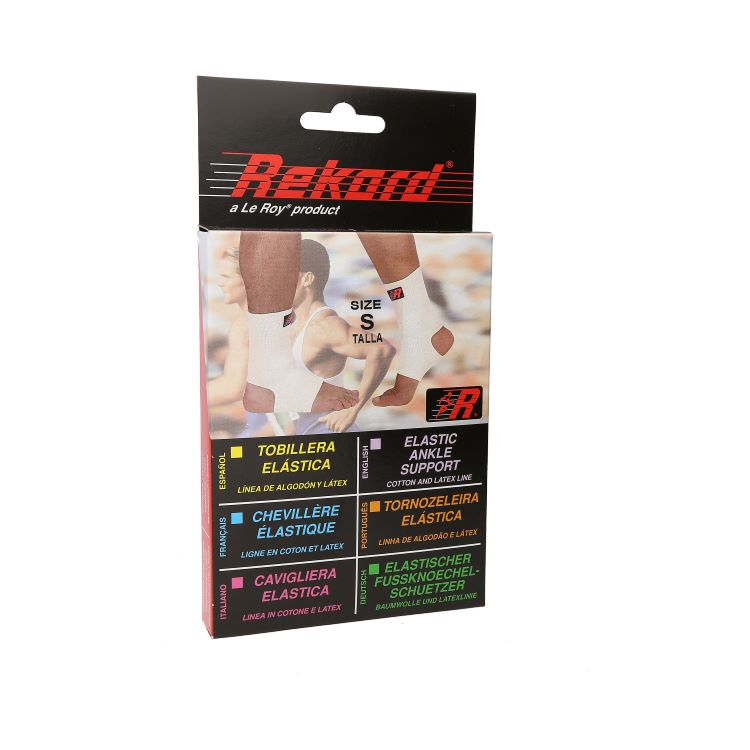 Rekord®
a Le Roy® product
SIZE
S
TALLA
R
R®
ESPAÑOL
TOBILLERA
ELÁSTICA
LÍNEA DE ALGODÓN Y LÁTEX
ENGLISH
ELASTIC
ANKLE
SUPPORT
COTTON AND LATEX LINE
FRANÇAIS
CHEVILLÈRE
ÉLASTIQUE
LIGNE EN COTON ET LATEX
PORTUGUÊS
TORNOZELEIRA
ELÁSTICA
LINHA DE ALGODÃO E LÁTEX
ITALIANO
CAVIGLIERA
ELASTICA
LINEA IN COTONE E LATEX
DEUTSCH
ELASTISCHER
FUSSKNOECHEL-
SCHUETZER
BAUMWOLLE UND LATEXLINIE